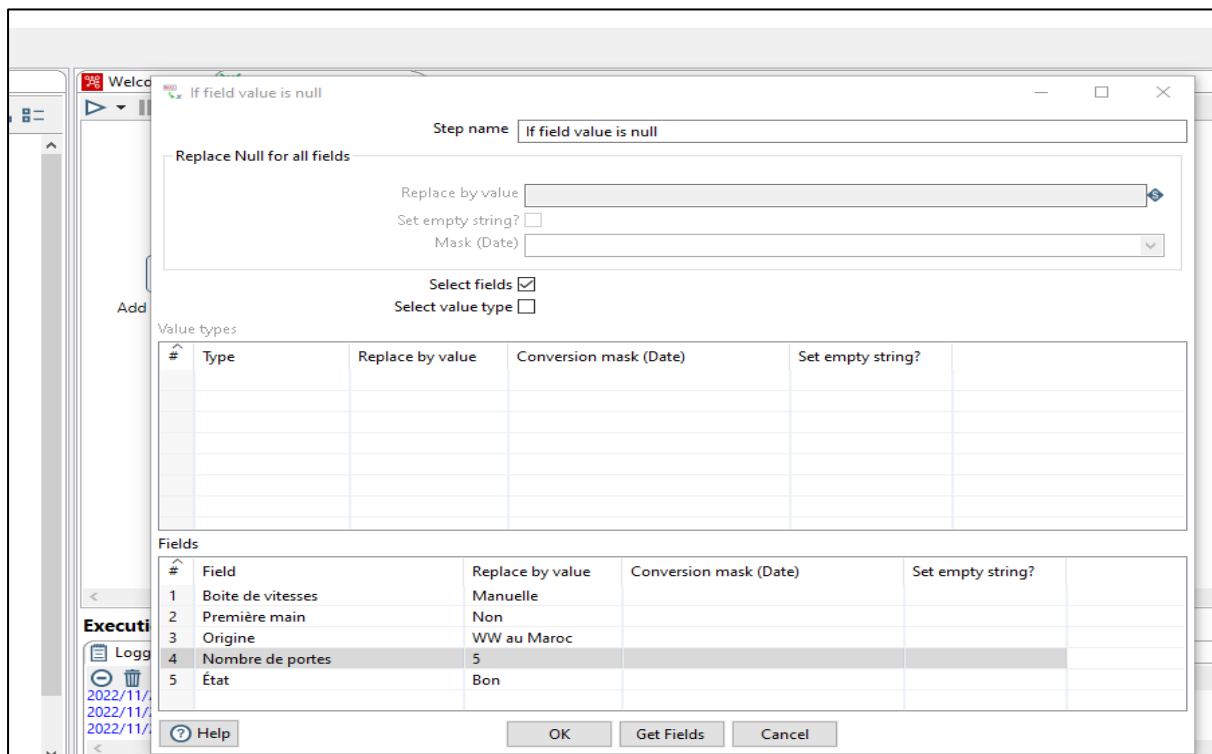 Welco
If field value is null
Step name If field value is null
Replace Null for all fields
Replace by value
Set empty string?
Mask (Date)
Select fields
Add
Select value type
Value types
# Type Replace by value Conversion mask (Date) Set empty string?
Fields
# Field Replace by value Conversion mask (Date) Set empty string?
1 Boite de vitesses Manuelle
2 Première main Non
Executi
3 Origine WW au Maroc
Logg
4 Nombre de portes 5
5 État Bon
2022/11/
2022/11/
2022/11/
Help OK Get Fields Cancel